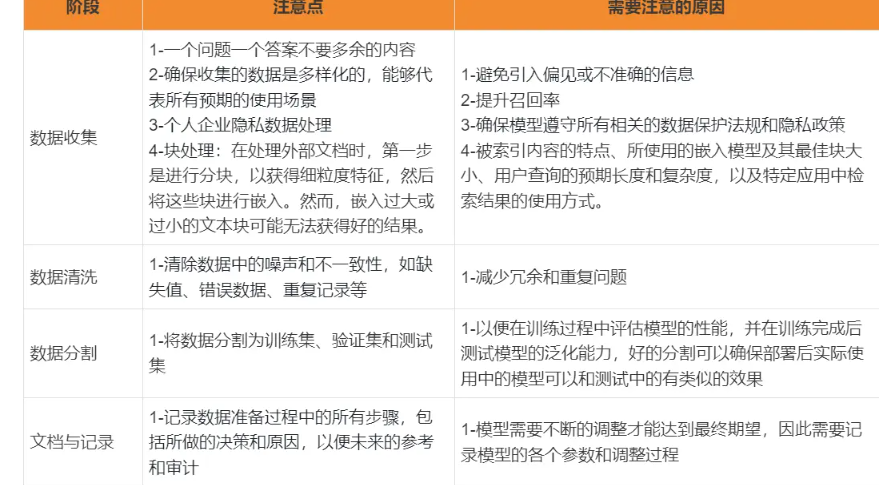 阶段
注意点
需要注意的原因
数据收集
1-一个问题一个答案不要多余的内容
2-确保收集的数据是多样化的，能够代
表所有预期的使用场景
3-个人企业隐私数据处理
4-块处理：在处理外部文档时，第一步
是进行分块，以获得细粒度特征，然后
将这些块进行嵌入。然而，嵌入过大或
过小的文本块可能无法获得好的结果。
1-避免引入偏见或不准确的信息
2-提升召回率
3-确保模型遵守所有相关的数据保护法规和隐私政策
4-被索引内容的特点、所使用的嵌入模型及其最佳块大
小、用户查询的预期长度和复杂度，以及特定应用中检
索结果的使用方式。
数据清洗
1-清除数据中的噪声和不一致性，如缺
失值、错误数据、重复记录等
1-减少冗余和重复问题
数据分割
1-将数据分割为训练集、验证集和测试
集
1-以便在训练过程中评估模型的性能，并在训练完成后
测试模型的泛化能力，好的分割可以确保部署后实际使
用中的模型可以和测试中的有类似的效果
文档与记录
1-记录数据准备过程中的所有步骤，包
括所做的决策和原因，以便未来的参考
和审计
1-模型需要不断的调整才能达到最终期望，因此需要记
录模型的各个参数和调整过程